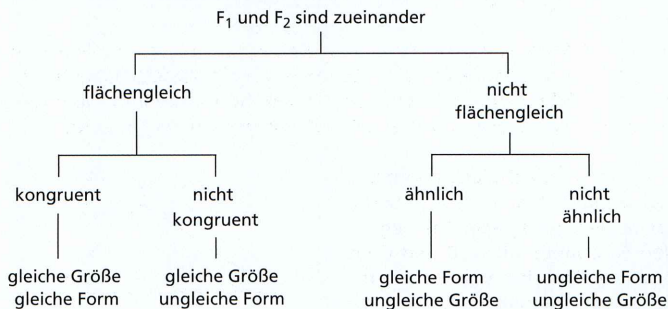 F₁ und F₂ sind zueinander
flächengleich
nicht
flächengleich
kongruent
nicht
kongruent
ähnlich
nicht
ähnlich
gleiche Größe
gleiche Form
gleiche Größe
ungleiche Form
gleiche Form
ungleiche Größe
ungleiche Form
ungleiche Größe